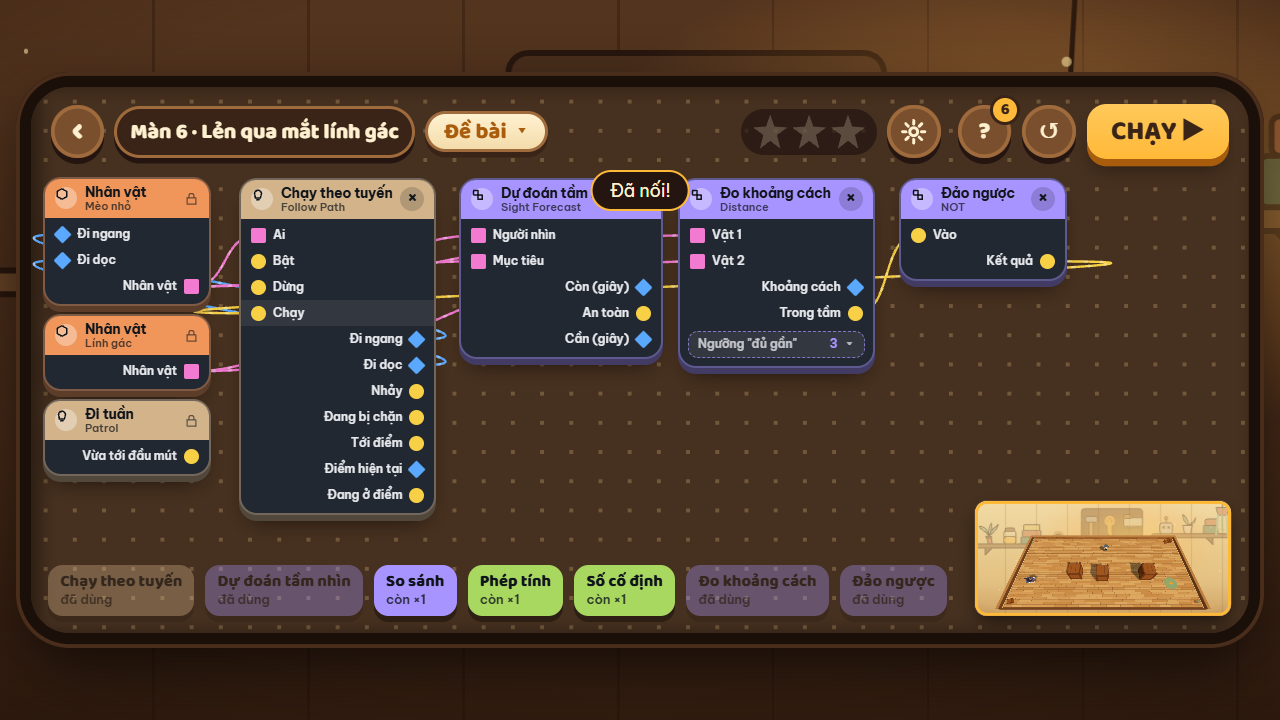 Màn 6 · Lẻn qua mắt lính gác
Đề bài
6
?
CHẠY
Đã nối!
Nhân vật
Mèo nhỏ
Đi ngang
Đi dọc
Nhân vật
Nhân vật
Lính gác
Nhân vật
Đi tuần
Patrol
Vừa tới đầu mút
Chạy theo tuyến
Follow Path
Ai
Bật
Dừng
Chạy
Đi ngang
Đi dọc
Nhảy
Đang bị chặn
Tới điểm
Điểm hiện tại
Đang ở điểm
Dự đoán tầm
Sight Forecast
Người nhìn
Mục tiêu
Còn (giây)
An toàn
Cần (giây)
Đo khoảng cách
Distance
Vật 1
Vật 2
Khoảng cách
Trong tầm
Ngưỡng "đủ gần" 3
Đảo ngược
NOT
Vào
Kết quả
Chạy theo tuyến
đã dùng
Dự đoán tầm nhìn
đã dùng
So sánh
còn ×1
Phép tính
còn ×1
Số cố định
còn ×1
Đo khoảng cách
đã dùng
Đảo ngược
đã dùng